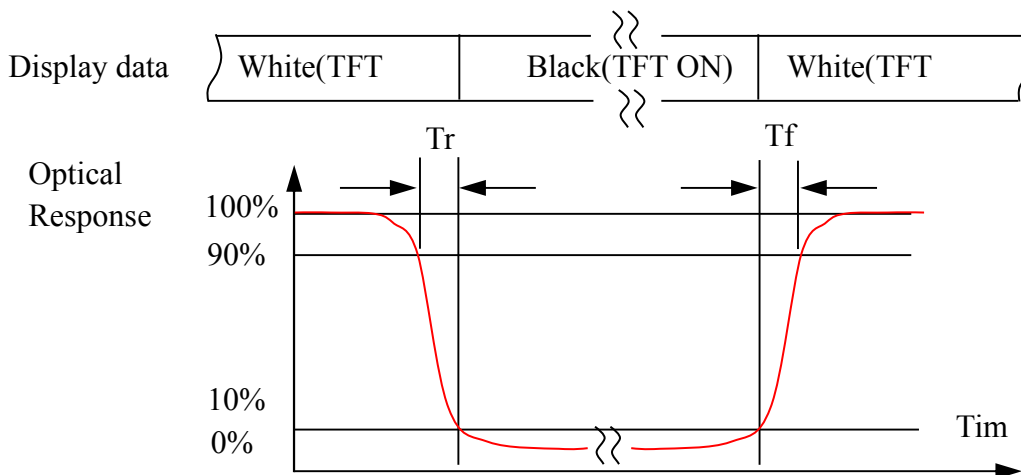 Display data
White(TFT
Black(TFT ON)
White(TFT
Tr
Tf
Optical
Response
100%
90%
10%
0%
Tim